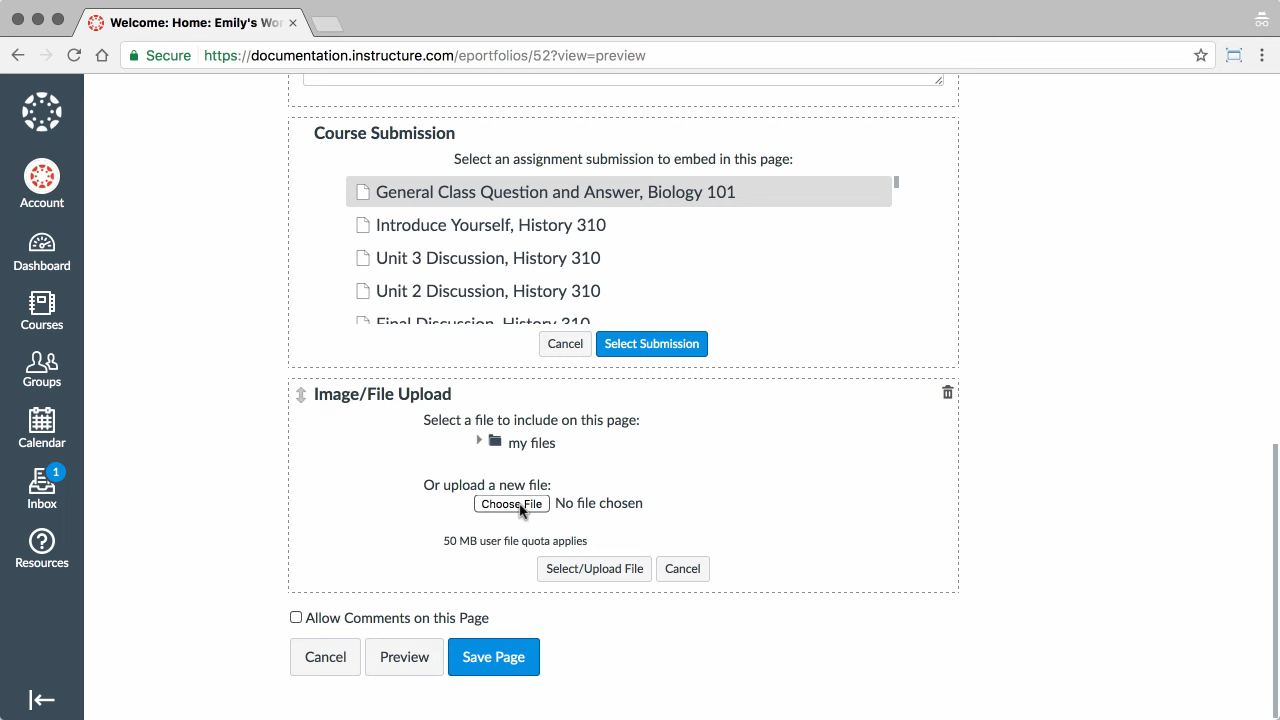 Welcome: Home: Emily's Wor
Secure https://documentation.instructure.com/eportfolios/52?view=preview
Account
Dashboard
Courses
Groups
Calendar
1
Inbox
Resources
Course Submission
Select an assignment submission to embed in this page:
General Class Question and Answer, Biology 101
Introduce Yourself, History 310
Unit 3 Discussion, History 310
Unit 2 Discussion, History 310
Final Discussion, History 310
Cancel Select Submission
Image/File Upload
Select a file to include on this page:
my files
Or upload a new file:
Choose File No file chosen
50 MB user file quota applies
Select/Upload File Cancel
Allow Comments on this Page
Cancel Preview Save Page